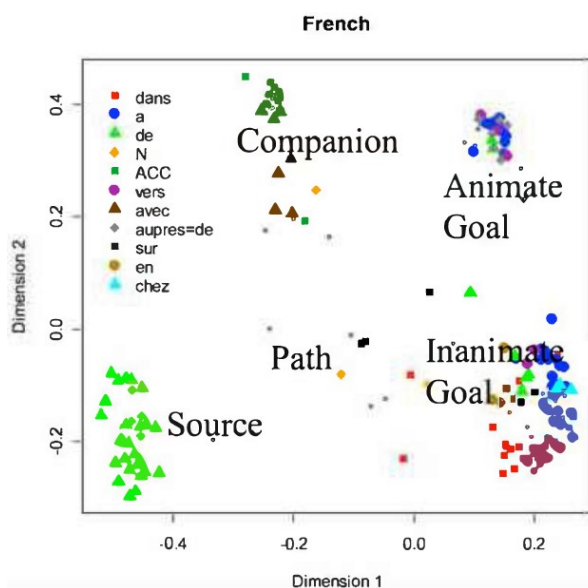 French
0.4
0.2
0.0
-0.2
Dimension 2
dans
a
de
N
ACC
vers
avec
aupres=de
sur
en
chez
Companion
Animate
Goal
Path
Inanimate
Goal
Source
-0.4
-0.2
0.0
0.2
Dimension 1